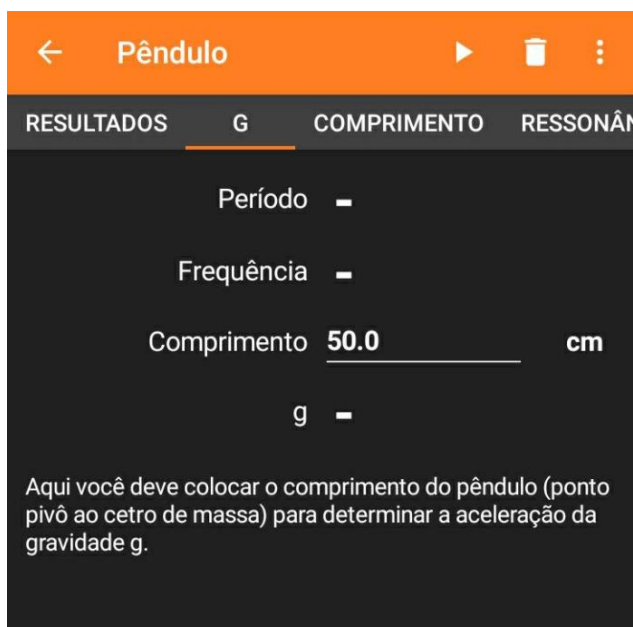 Pêndulo
RESULTADOS G COMPRIMENTO RESSONÂN
Período -
Frequência -
Comprimento 50.0 cm
g -
Aqui você deve colocar o comprimento do pêndulo (ponto
pivô ao cetro de massa) para determinar a aceleração da
gravidade g.